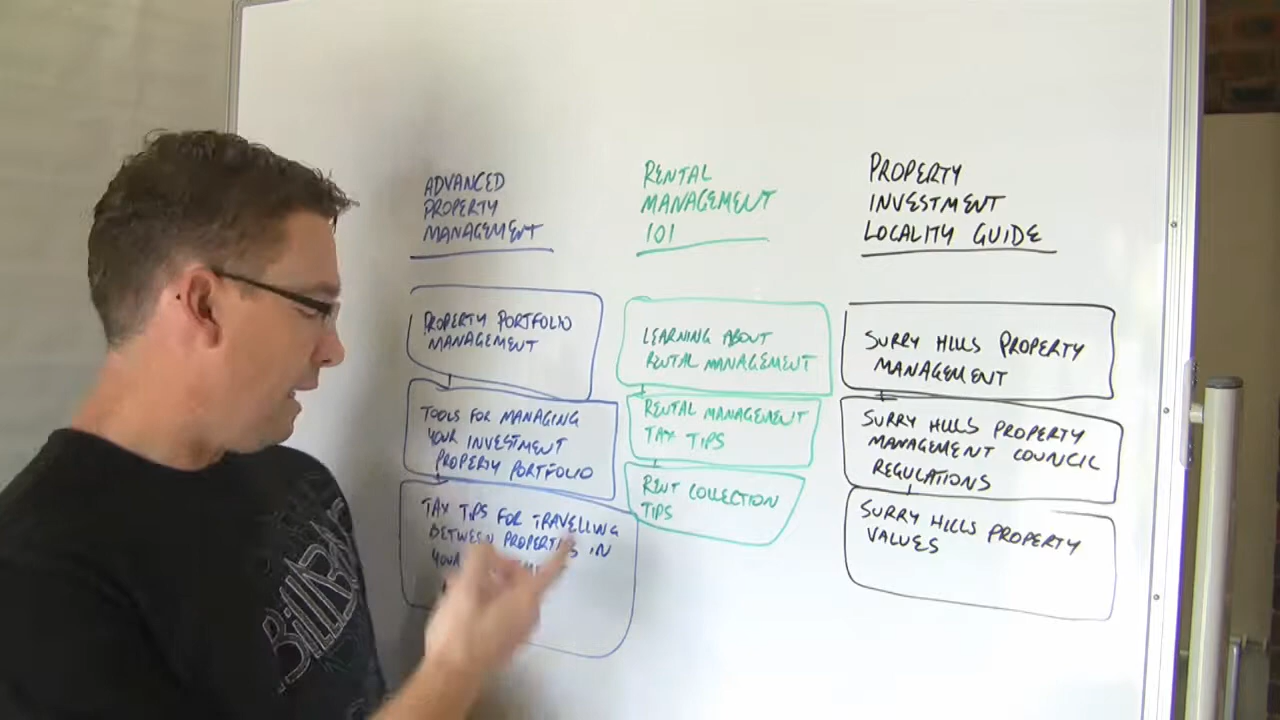 ADVANCED
PROPERTY
MANAGEMENT
PROPERTY PORTFOLIO
MANAGEMENT
TOOLS FOR MANAGING
YOUR INVESTMENT
PROPERTY PORTFOLIO
TAX TIPS FOR TRAVELLING
BETWEEN PROPERTIES IN
YOUR
RENTAL
MANAGEMENT
101
LEARNING ABOUT
RENTAL MANAGEMENT
RENTAL MANAGEMENT
TAX TIPS
RENT COLLECTION
TIPS
PROPERTY
INVESTMENT
LOCALITY GUIDE
SURRY HILLS PROPERTY
MANAGEMENT
SURRY HILLS PROPERTY
MANAGEMENT COUNCIL
REGULATIONS
SURRY HILLS PROPERTY
VALUES
BILLABONG